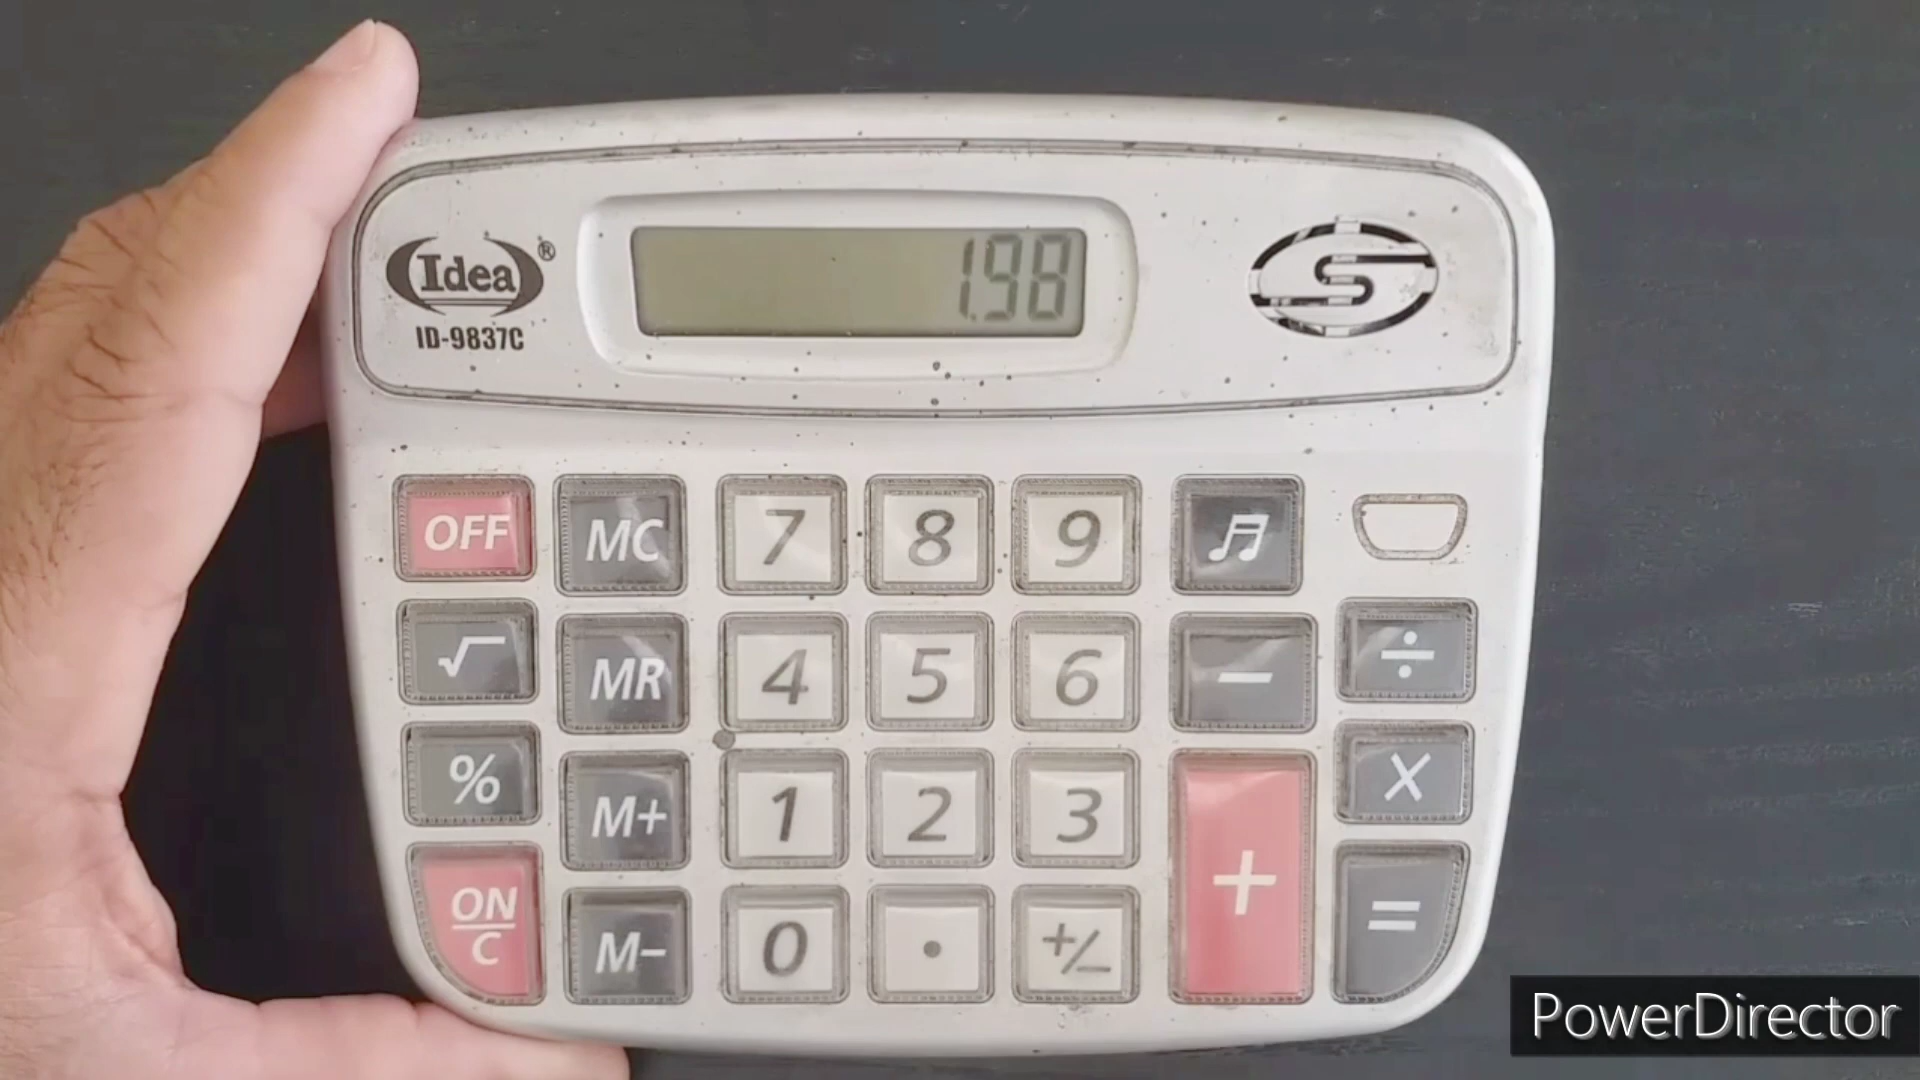 Idea®
ID-9837C
1.98
OFF MC 7 8 9
√ MR 4 5 6 − ÷
% M+ 1 2 3 + X
ON/C M− 0 • +/− =
PowerDirector